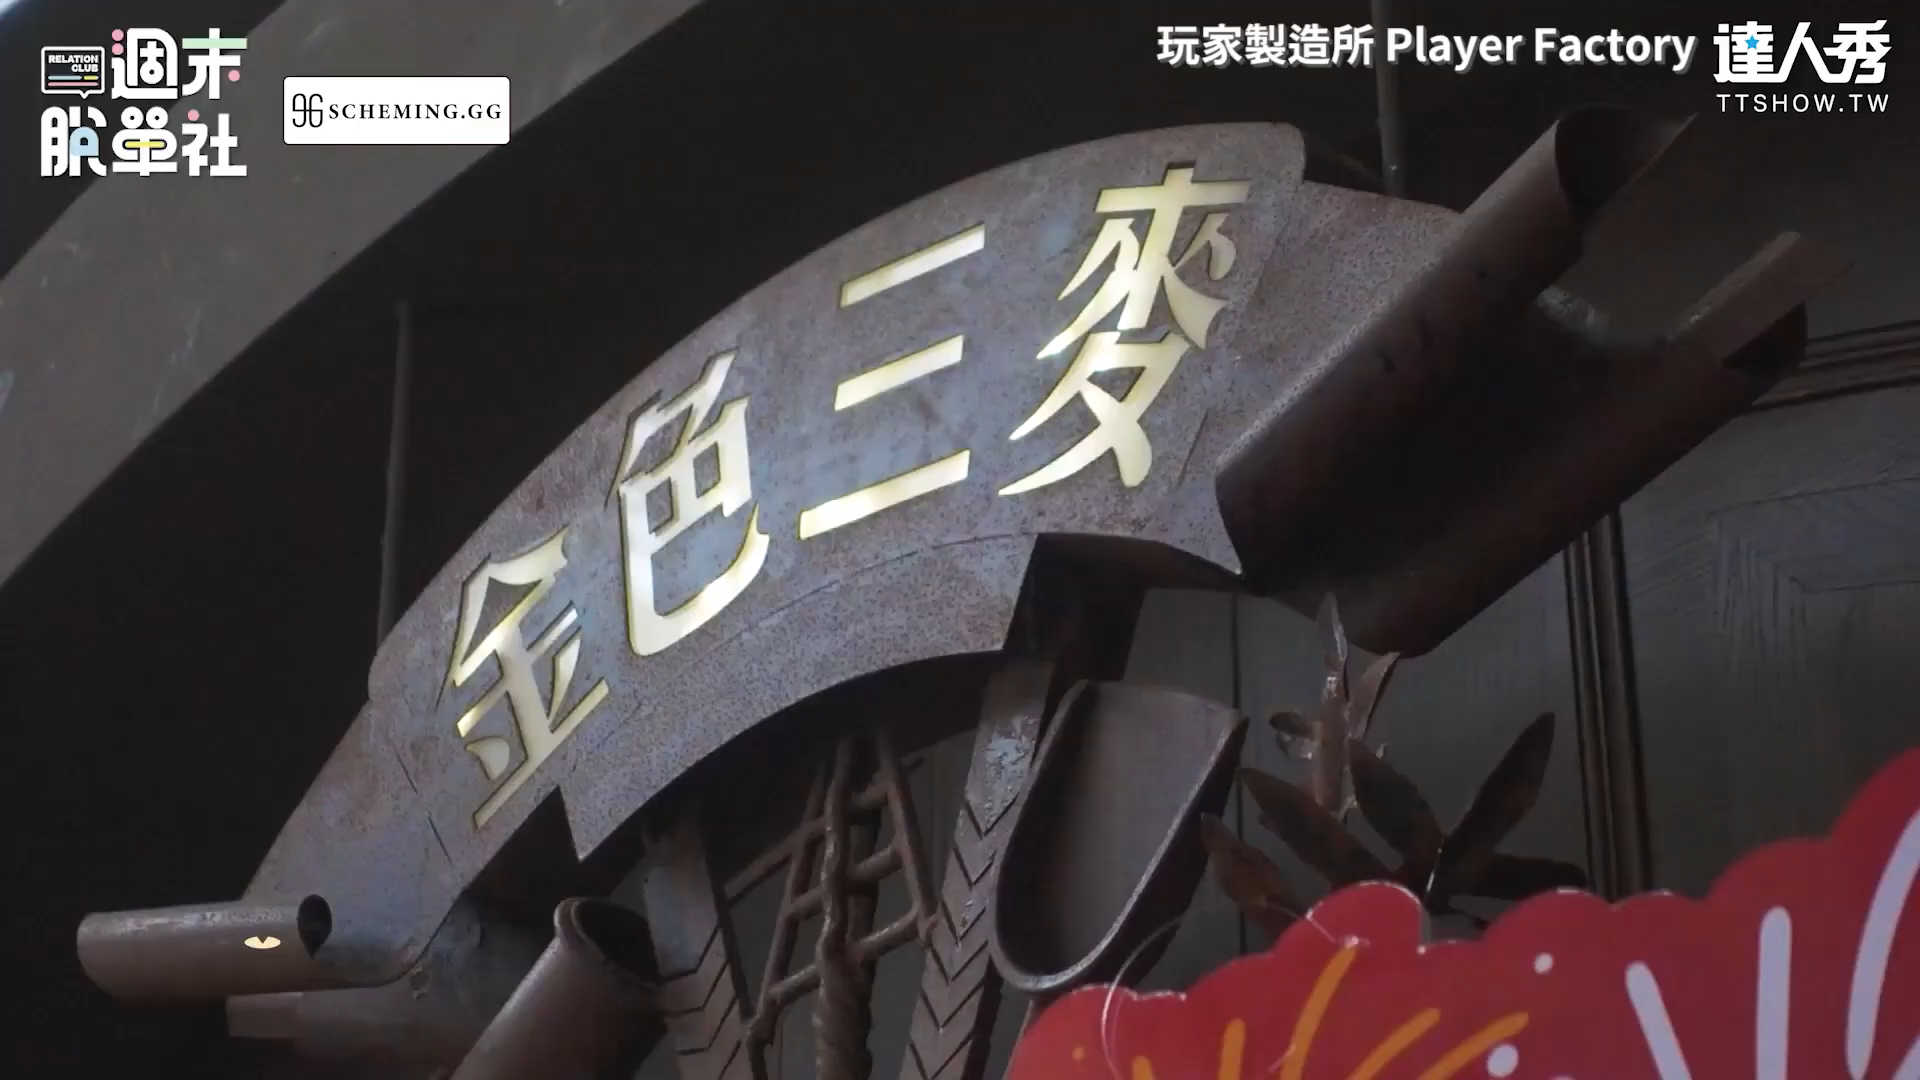 RELATION
CLUB
週末
脫單社
SCHEMING.GG
玩家製造所 Player Factory
達人秀
TTSHOW.TW
金色三麥